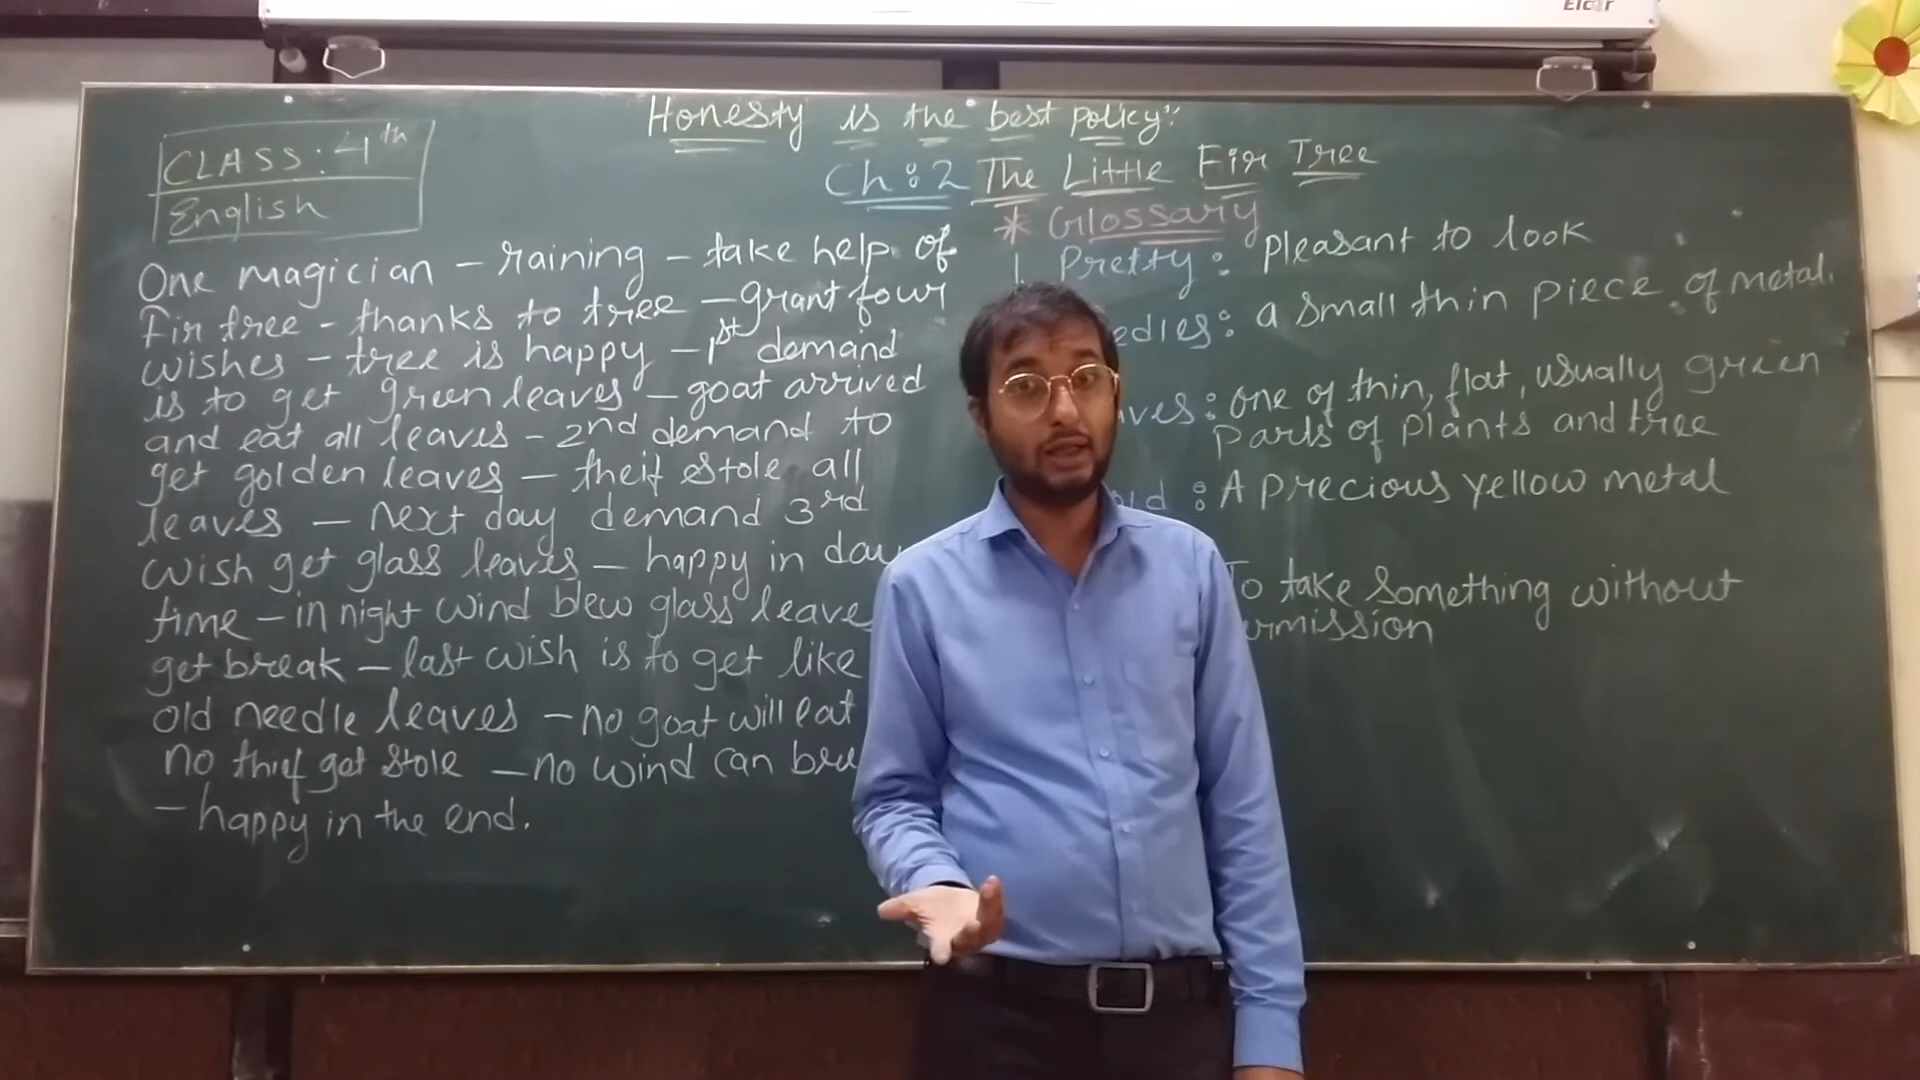 Honesty is the best policy:
CLASS: 4th
English
Ch: 2 The Little Fir Tree
* Glossary
One magician - raining - take help of
Fir tree - thanks to tree - grant four
wishes - tree is happy - 1st demand
is to get green leaves - goat arrived
and eat all leaves - 2nd demand to
get golden leaves - theif stole all
leaves - next day demand 3rd
wish get glass leaves - happy in day
time - in night wind blew glass leave
get break - last wish is to get like
old needle leaves - no goat will eat
no thief get stole - no wind can bre
- happy in the end.
Pretty: pleasant to look
edles: a small thin piece of metal.
aves: one of thin, flat, usually green
parts of plants and tree
old: A precious yellow metal
To take something without
ermission